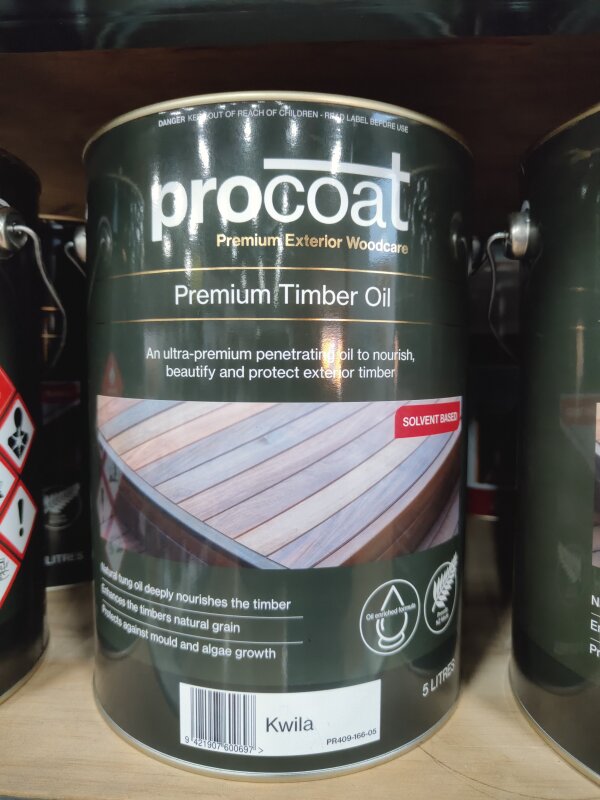 DANGER KEEP OUT OF REACH OF CHILDREN - READ LABEL BEFORE USE
procoat
Premium Exterior Woodcare
Premium Timber Oil
An ultra-premium penetrating oil to nourish,
beautify and protect exterior timber
SOLVENT BASED
Natural tung oil deeply nourishes the timber
Enhances the timbers natural grain
Protects against mould and algae growth
Oil enriched formula
5 LITRES
Kwila
9 421907 600697 >
PR409-166-05
LITRES